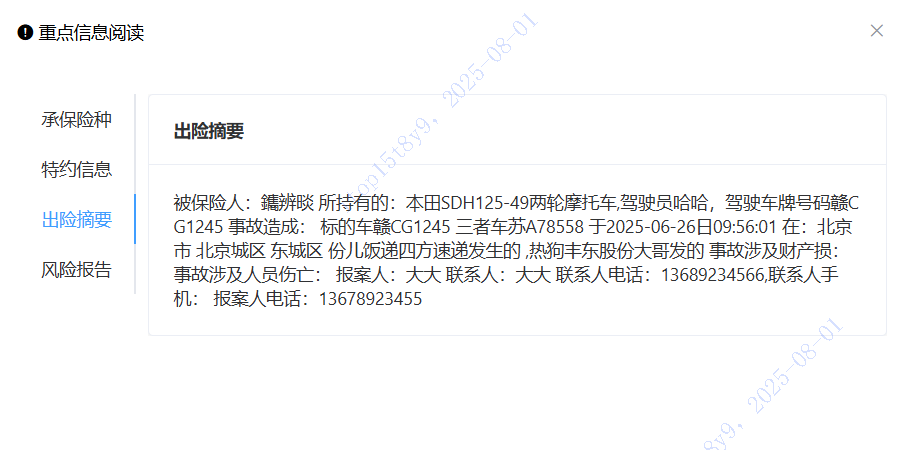 重点信息阅读
承保险种
特约信息
出险摘要
风险报告
出险摘要
被保险人：鑴辨晱 所持有的：本田SDH125-49两轮摩托车,驾驶员哈哈，驾驶车牌号码赣C
G1245 事故造成： 标的车赣CG1245 三者车苏A78558 于2025-06-26日09:56:01 在：北京
市 北京城区 东城区 份儿饭递四方速递发生的 ,热狗丰东股份大哥发的 事故涉及财产损：
事故涉及人员伤亡： 报案人：大大 联系人：大大 联系人电话：13689234566,联系人手
机： 报案人电话：13678923455
top15t8y9, 2025-08-01
8y9, 2025-08-01